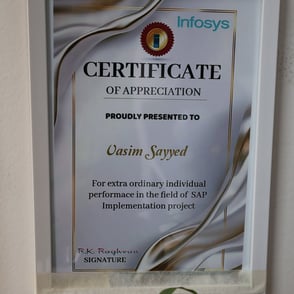 Infosys
CERTIFICATE
OF APPRECIATION
PROUDLY PRESENTED TO
Vasim Sayyed
For extra ordinary individual
performace in the field of SAP
Implementation project
R.K. Raghvan
SIGNATURE